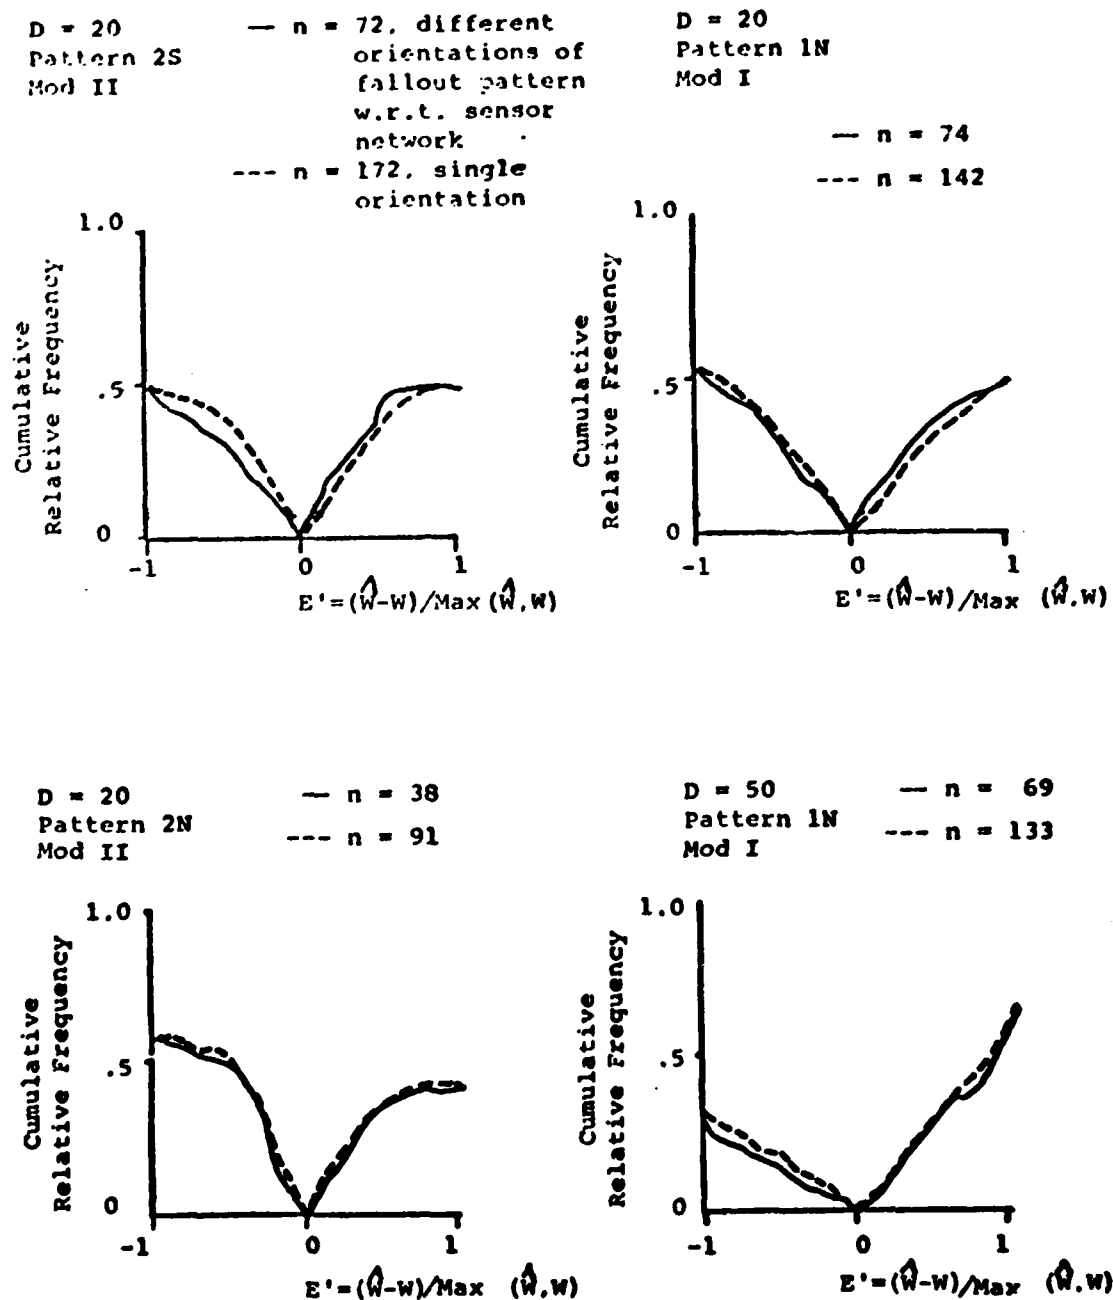 D = 20
Pattern 2S
Mod II
— n = 72, different
orientations of
fallout pattern
w.r.t. sensor
network
--- n = 172, single
orientation
1.0
.5
0
Cumulative
Relative Frequency
-1
0
1
E'=(Ŵ-W)/Max (Ŵ,W)
D = 20
Pattern 1N
Mod I
— n = 74
--- n = 142
1.0
.5
0
Cumulative
Relative Frequency
-1
0
1
E'=(Ŵ-W)/Max (Ŵ,W)
D = 20
Pattern 2N
Mod II
— n = 38
--- n = 91
1.0
.5
0
Cumulative
Relative Frequency
-1
0
1
E'=(Ŵ-W)/Max (Ŵ,W)
D = 50
Pattern 1N
Mod I
— n = 69
--- n = 133
1.0
.5
0
Cumulative
Relative Frequency
-1
0
1
E'=(Ŵ-W)/Max (Ŵ,W)